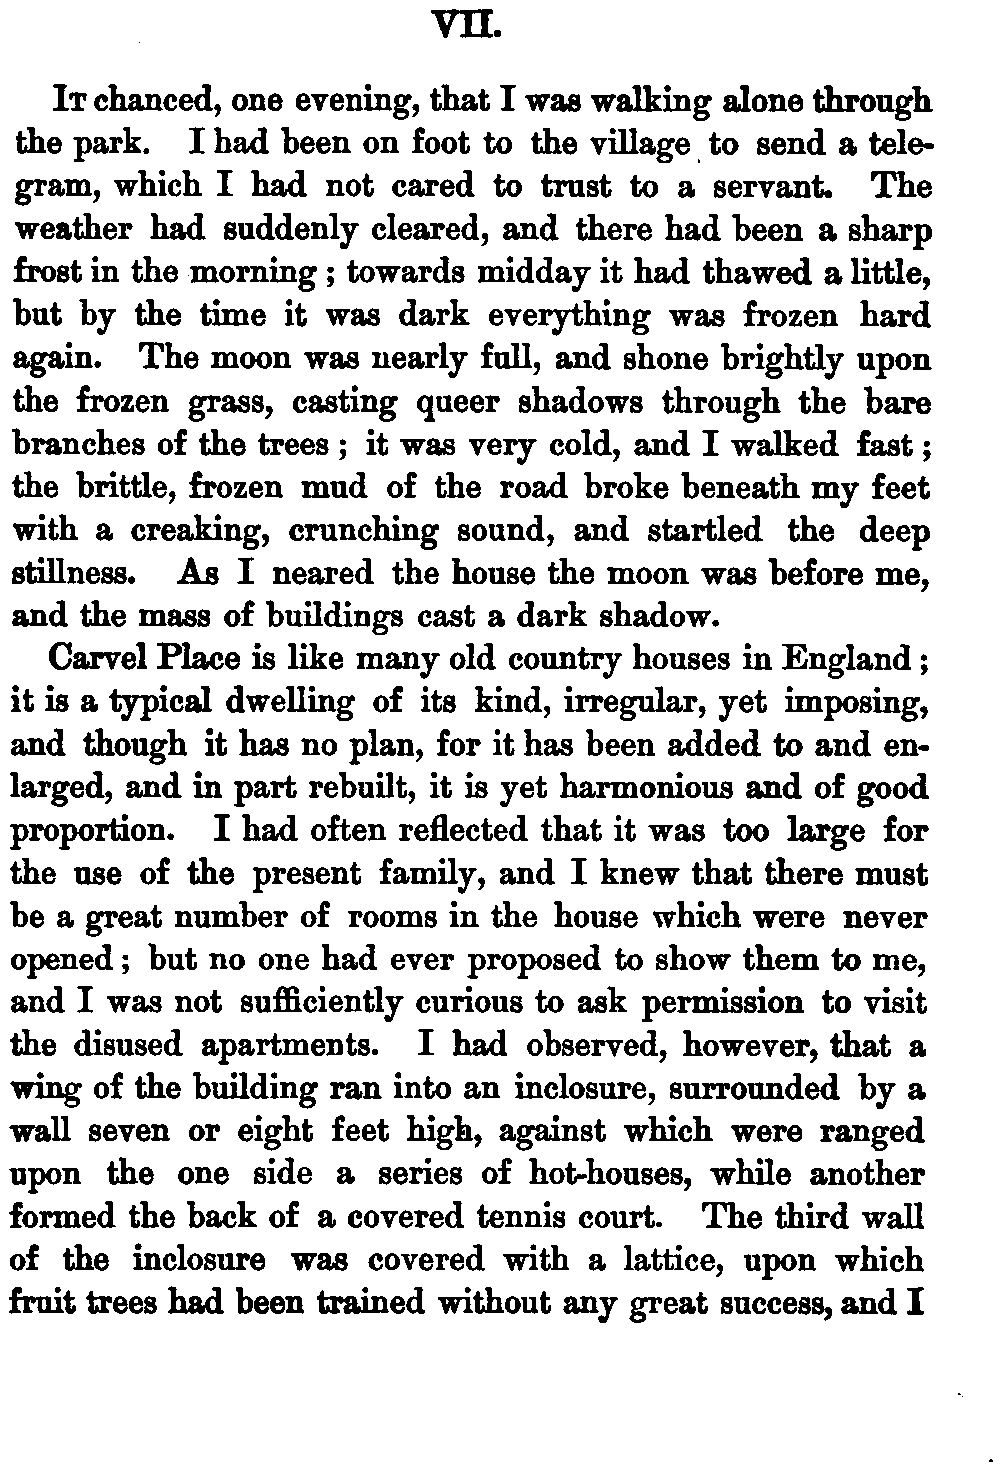 VII.
IT chanced, one evening, that I was walking alone through
the park. I had been on foot to the village to send a tele-
gram, which I had not cared to trust to a servant. The
weather had suddenly cleared, and there had been a sharp
frost in the morning ; towards midday it had thawed a little,
but by the time it was dark everything was frozen hard
again. The moon was nearly full, and shone brightly upon
the frozen grass, casting queer shadows through the bare
branches of the trees ; it was very cold, and I walked fast ;
the brittle, frozen mud of the road broke beneath my feet
with a creaking, crunching sound, and startled the deep
stillness. As I neared the house the moon was before me,
and the mass of buildings cast a dark shadow.
Carvel Place is like many old country houses in England ;
it is a typical dwelling of its kind, irregular, yet imposing,
and though it has no plan, for it has been added to and en-
larged, and in part rebuilt, it is yet harmonious and of good
proportion. I had often reflected that it was too large for
the use of the present family, and I knew that there must
be a great number of rooms in the house which were never
opened ; but no one had ever proposed to show them to me,
and I was not sufficiently curious to ask permission to visit
the disused apartments. I had observed, however, that a
wing of the building ran into an inclosure, surrounded by a
wall seven or eight feet high, against which were ranged
upon the one side a series of hot-houses, while another
formed the back of a covered tennis court. The third wall
of the inclosure was covered with a lattice, upon which
fruit trees had been trained without any great success, and I